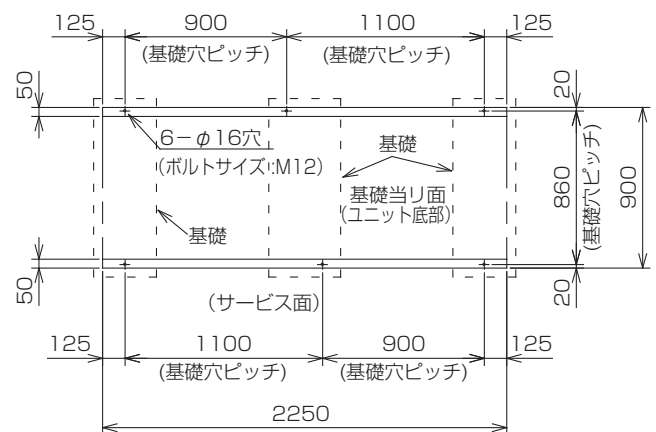 125 900 1100 125
(基礎穴ピッチ) (基礎穴ピッチ)
50
20
6－φ16穴
(ボルトサイズ:M12)
基礎
基礎当リ面
(ユニット底部)
基礎
860
(基礎穴ピッチ)
900
50
(サービス面)
20
125 1100 900 125
(基礎穴ピッチ) (基礎穴ピッチ)
2250